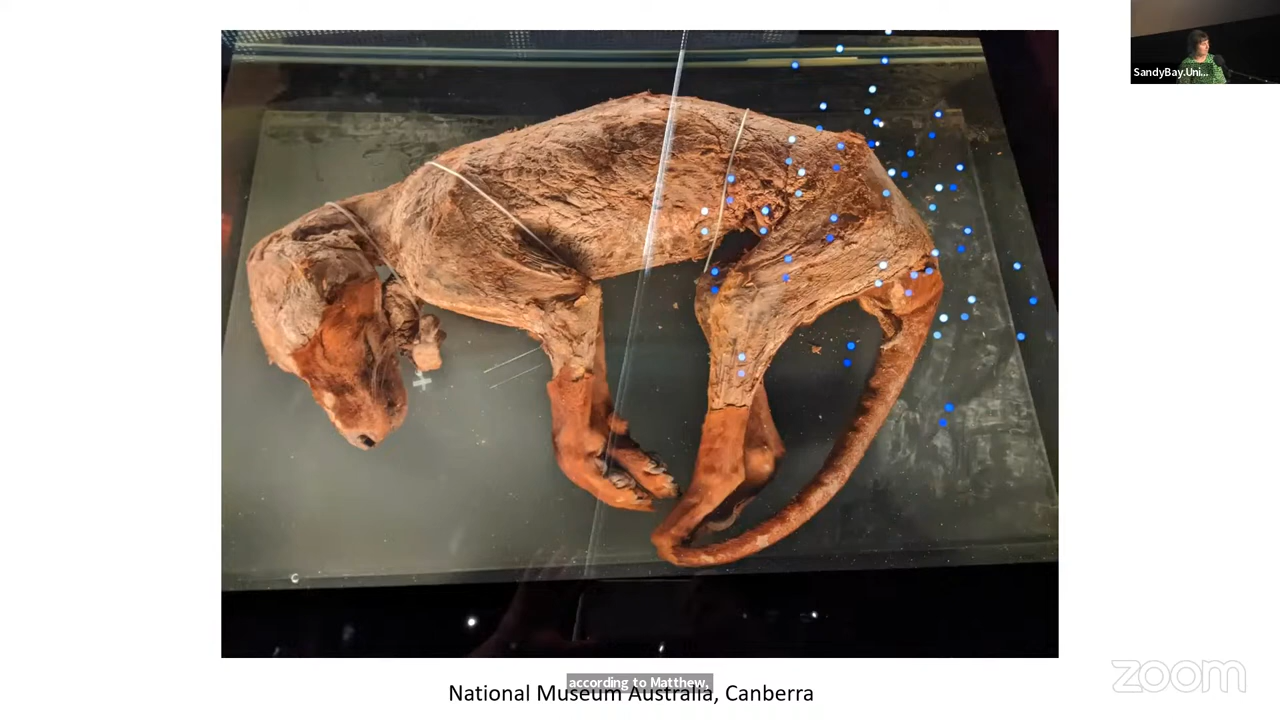 SandyBay.Uni...
according to Matthew,
National Museum Australia, Canberra
zoom